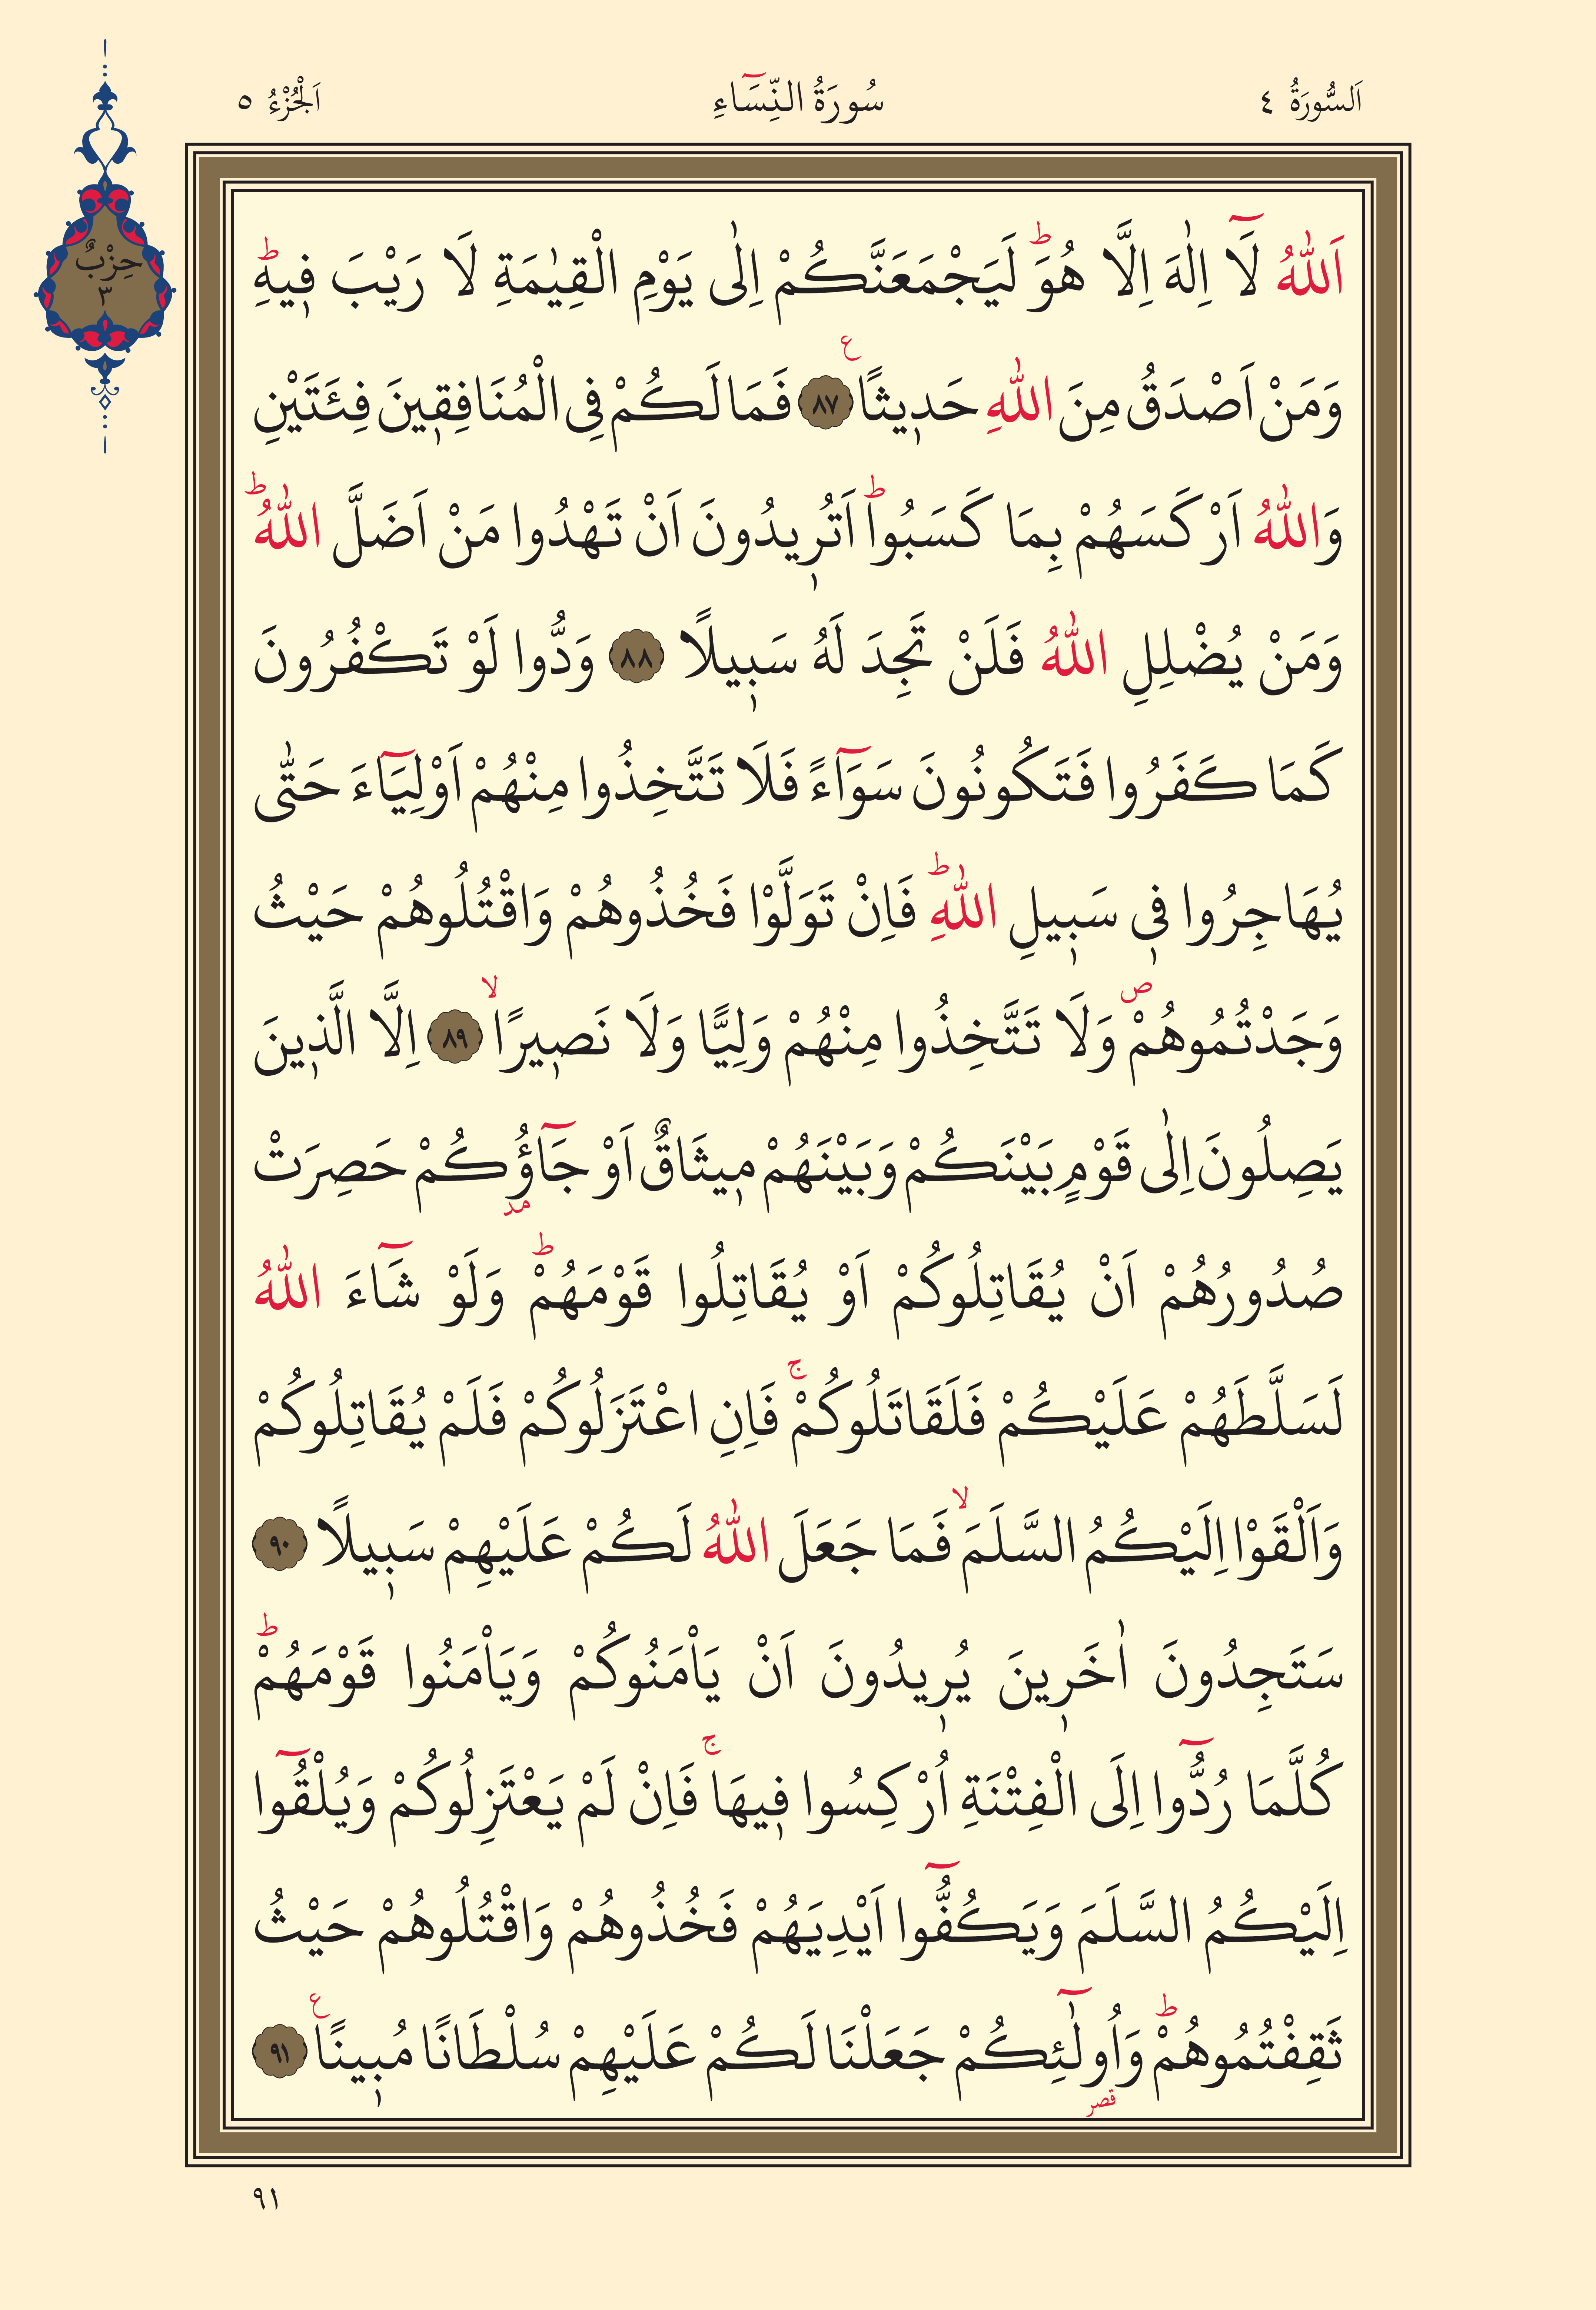 اَلسُّورَةُ ٤ سُورَةُ النِّسَٓاءِ اَلْجُزْءُ ٥
حِزْبٌ
٣
اَللّٰهُ لَٓا اِلٰهَ اِلَّا هُوَۜ لَيَجْمَعَنَّكُمْ اِلٰى يَوْمِ الْقِيٰمَةِ لَا رَيْبَ ف۪يهِۜ
وَمَنْ اَصْدَقُ مِنَ اللّٰهِ حَد۪يثًاࣖ ٨٧ فَمَا لَكُمْ فِى الْمُنَافِق۪ينَ فِئَتَيْنِ
وَاللّٰهُ اَرْكَسَهُمْ بِمَا كَسَبُواۜ اَتُر۪يدُونَ اَنْ تَهْدُوا مَنْ اَضَلَّ اللّٰهُۜ
وَمَنْ يُضْلِلِ اللّٰهُ فَلَنْ تَجِدَ لَهُ سَب۪يلًا ٨٨ وَدُّوا لَوْ تَكْفُرُونَ
كَمَا كَفَرُوا فَتَكُونُونَ سَوَٓاءً فَلَا تَتَّخِذُوا مِنْهُمْ اَوْلِيَٓاءَ حَتّٰى
يُهَاجِرُوا ف۪ى سَب۪يلِ اللّٰهِۜ فَاِنْ تَوَلَّوْا فَخُذُوهُمْ وَاقْتُلُوهُمْ حَيْثُ
وَجَدْتُمُوهُمْۖ وَلَا تَتَّخِذُوا مِنْهُمْ وَلِيًّا وَلَا نَص۪يرًاۙ ٨٩ اِلَّا الَّذ۪ينَ
يَصِلُونَ اِلٰى قَوْمٍ بَيْنَكُمْ وَبَيْنَهُمْ م۪يثَاقٌ اَوْ جَٓاؤُ۫كُمْ حَصِرَتْ
مد
صُدُورُهُمْ اَنْ يُقَاتِلُوكُمْ اَوْ يُقَاتِلُوا قَوْمَهُمْۜ وَلَوْ شَٓاءَ اللّٰهُ
لَسَلَّطَهُمْ عَلَيْكُمْ فَلَقَاتَلُوكُمْۚ فَاِنِ اعْتَزَلُوكُمْ فَلَمْ يُقَاتِلُوكُمْ
وَاَلْقَوْا اِلَيْكُمُ السَّلَمَۙ فَمَا جَعَلَ اللّٰهُ لَكُمْ عَلَيْهِمْ سَب۪يلًا ٩٠
سَتَجِدُونَ اٰخَر۪ينَ يُر۪يدُونَ اَنْ يَاْمَنُوكُمْ وَيَاْمَنُوا قَوْمَهُمْۜ
كُلَّمَا رُدُّٓوا اِلَى الْفِتْنَةِ اُرْكِسُوا ف۪يهَاۚ فَاِنْ لَمْ يَعْتَزِلُوكُمْ وَيُلْقُٓوا
اِلَيْكُمُ السَّلَمَ وَيَكُفُّٓوا اَيْدِيَهُمْ فَخُذُوهُمْ وَاقْتُلُوهُمْ حَيْثُ
ثَقِفْتُمُوهُمْۜ وَاُولٰٓئِكُمْ جَعَلْنَا لَكُمْ عَلَيْهِمْ سُلْطَانًا مُب۪ينًاࣖ ٩١
قصر
٩١